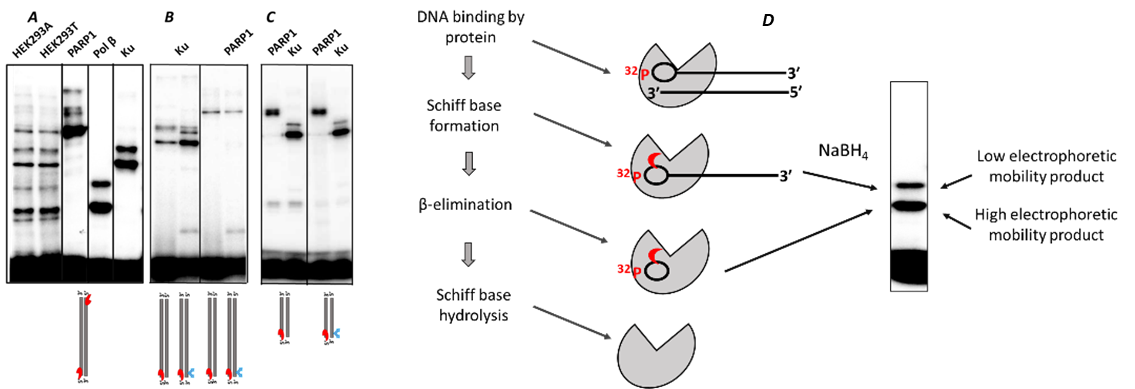 A
HEK293A
HEK293T
PARP1
Pol β
Ku
B
Ku
PARP1
C
PARP1
Ku
PARP1
Ku
D
DNA binding by
protein
Schiff base
formation
β-elimination
Schiff base
hydrolysis
32P
3’
3’
5’
32P
3’
32P
NaBH4
Low electrophoretic
mobility product
High electrophoretic
mobility product